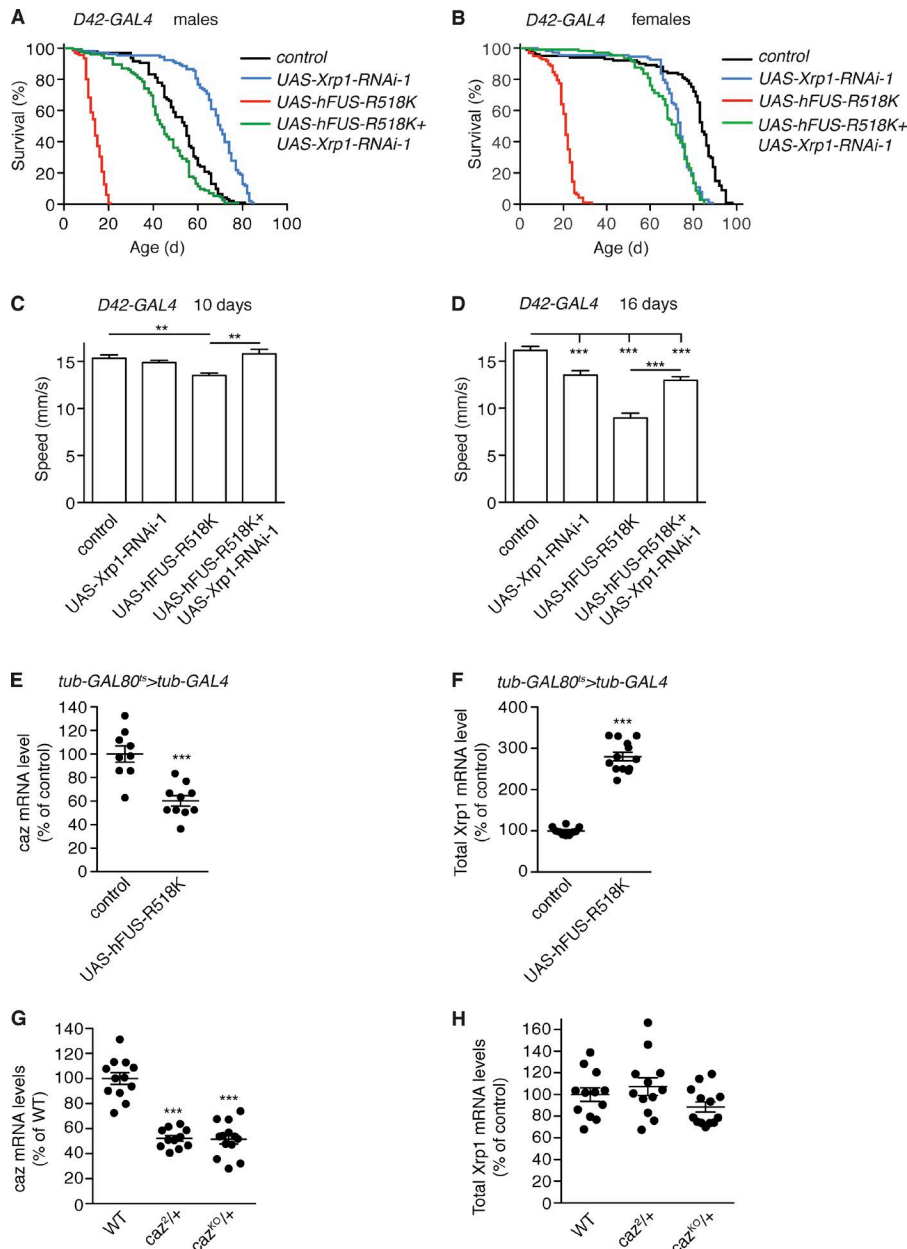 A D42-GAL4 males
Survival (%)
100
80
60
40
20
0
0 20 40 60 80 100
Age (d)
control
UAS-Xrp1-RNAi-1
UAS-hFUS-R518K
UAS-hFUS-R518K+
UAS-Xrp1-RNAi-1
B D42-GAL4 females
Survival (%)
100
80
60
40
20
0
0 20 40 60 80 100
Age (d)
control
UAS-Xrp1-RNAi-1
UAS-hFUS-R518K
UAS-hFUS-R518K+
UAS-Xrp1-RNAi-1
C D42-GAL4 10 days
** **
Speed (mm/s)
15
10
5
0
control
UAS-Xrp1-RNAi-1
UAS-hFUS-R518K
UAS-hFUS-R518K+
UAS-Xrp1-RNAi-1
D D42-GAL4 16 days
*** *** ***
***
Speed (mm/s)
15
10
5
0
control
UAS-Xrp1-RNAi-1
UAS-hFUS-R518K
UAS-hFUS-R518K+
UAS-Xrp1-RNAi-1
E tub-GAL80ts>tub-GAL4
caz mRNA level
(% of control)
140
120
100
80
60
40
20
0
***
control
UAS-hFUS-R518K
F tub-GAL80ts>tub-GAL4
Total Xrp1 mRNA level
(% of control)
400
300
200
100
0
***
control
UAS-hFUS-R518K
G
caz mRNA levels
(% of WT)
140
120
100
80
60
40
20
0
*** ***
WT
caz2/+
cazKO/+
H
Total Xrp1 mRNA levels
(% of control)
160
140
120
100
80
60
40
20
0
WT
caz2/+
cazKO/+